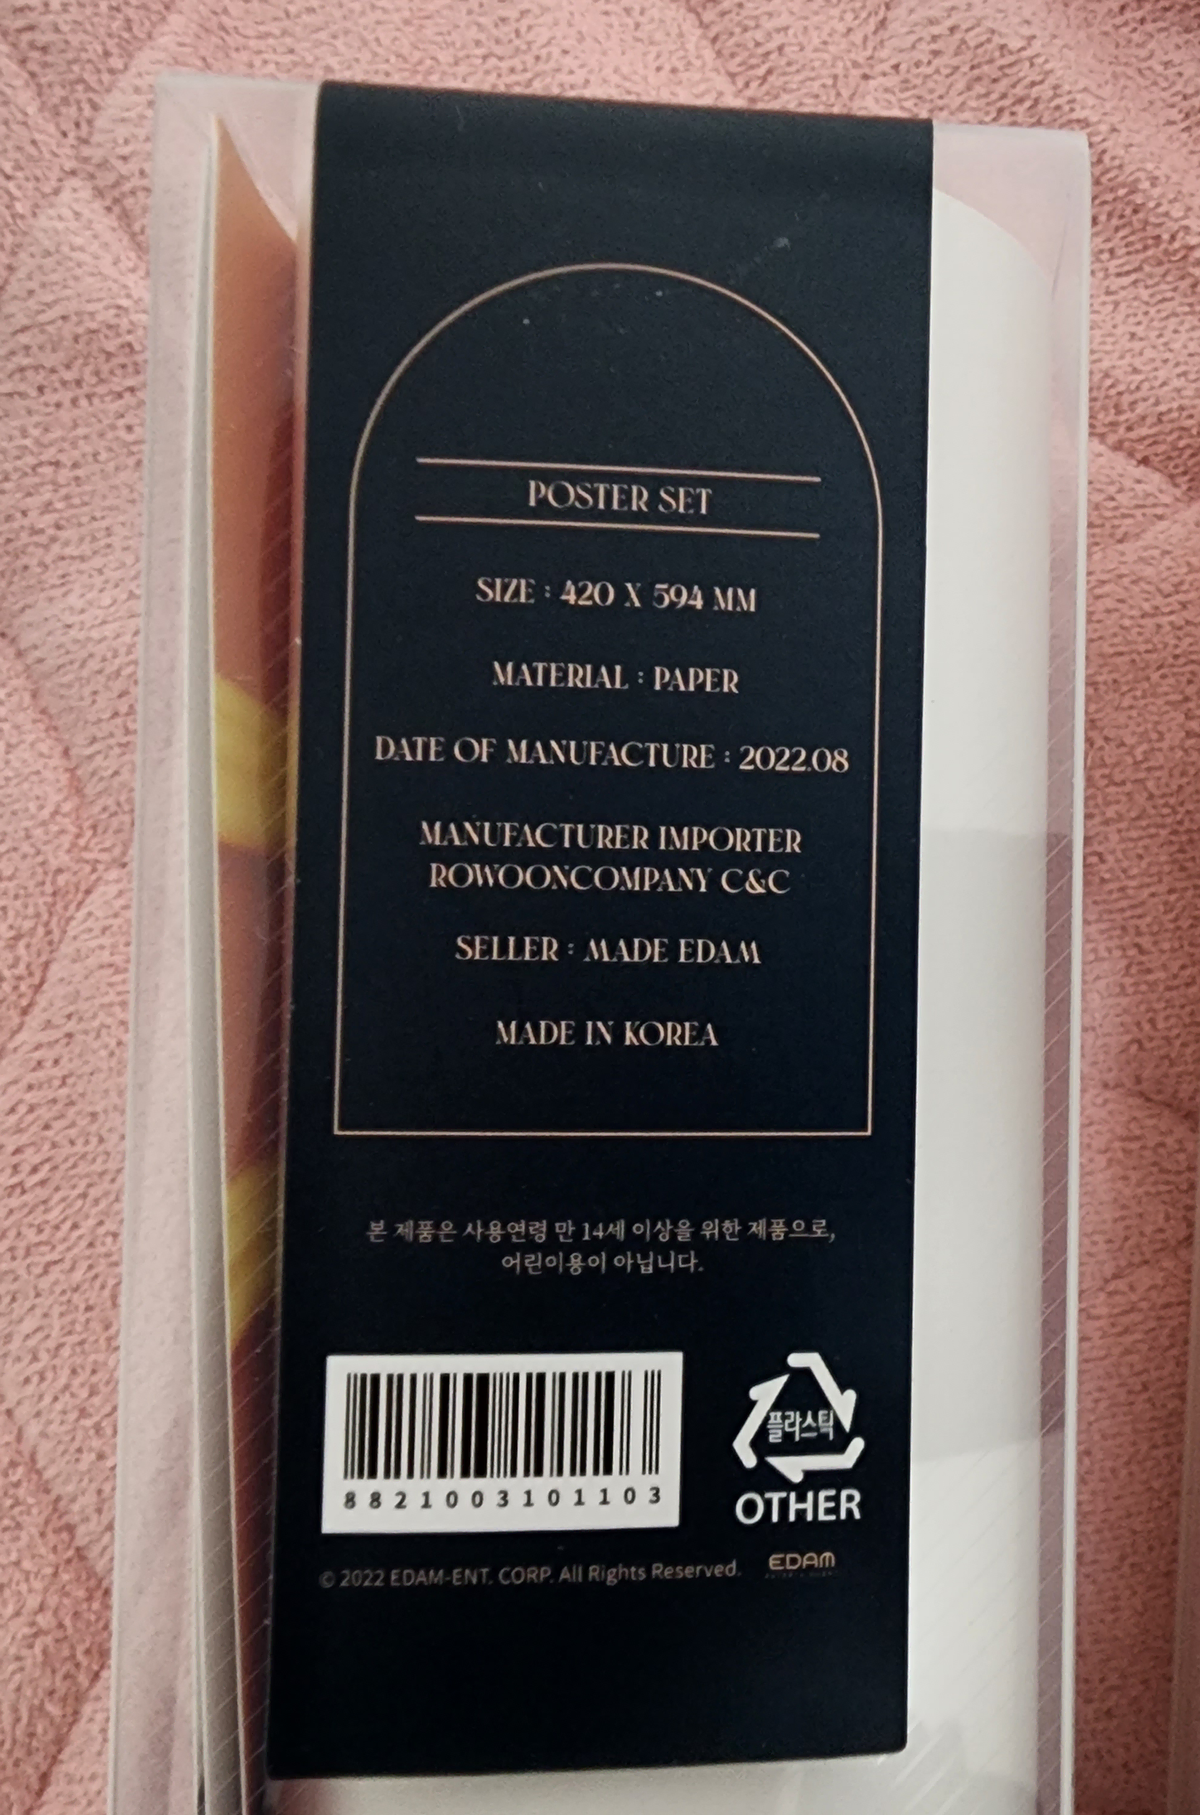 POSTER SET
SIZE : 420 X 594 MM
MATERIAL : PAPER
DATE OF MANUFACTURE : 2022.08
MANUFACTURER IMPORTER
ROWOONCOMPANY C&C
SELLER : MADE EDAM
MADE IN KOREA
본 제품은 사용연령 만 14세 이상을 위한 제품으로,
어린이용이 아닙니다.
8821003101103
플라스틱
OTHER
© 2022 EDAM-ENT. CORP. All Rights Reserved.
EDAM